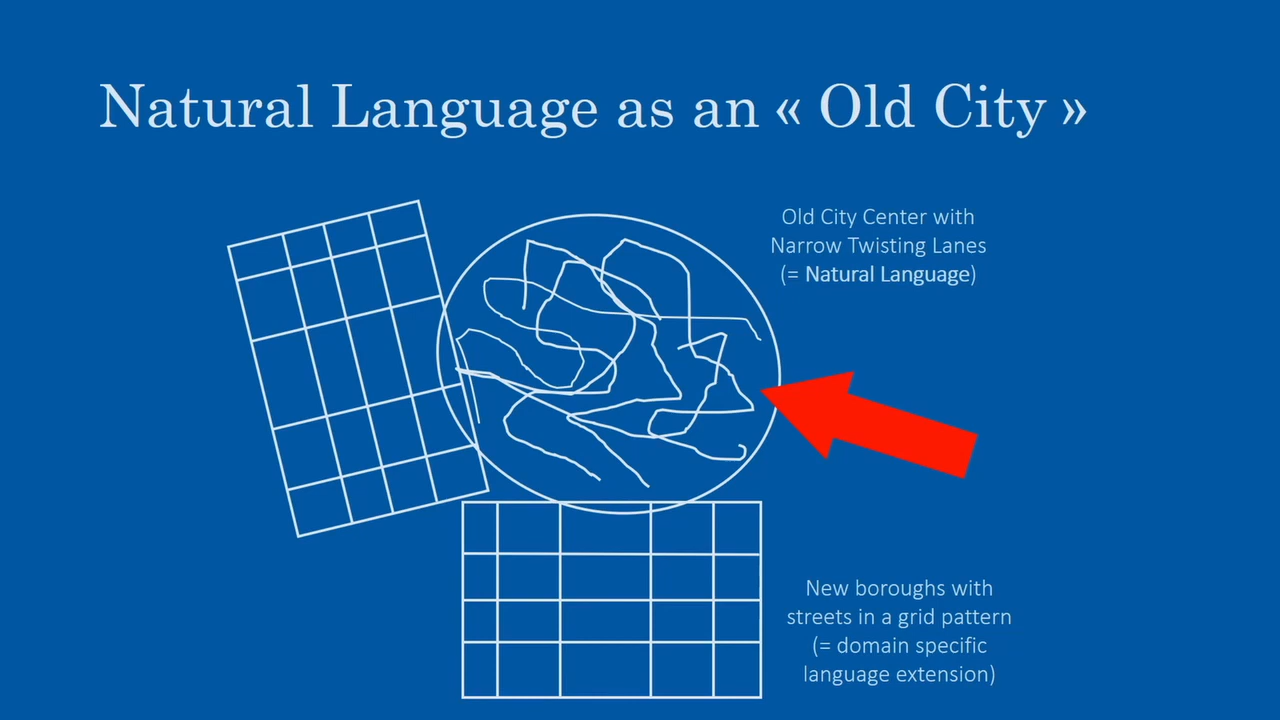 Natural Language as an « Old City »
Old City Center with
Narrow Twisting Lanes
(= Natural Language)
New boroughs with
streets in a grid pattern
(= domain specific
language extension)